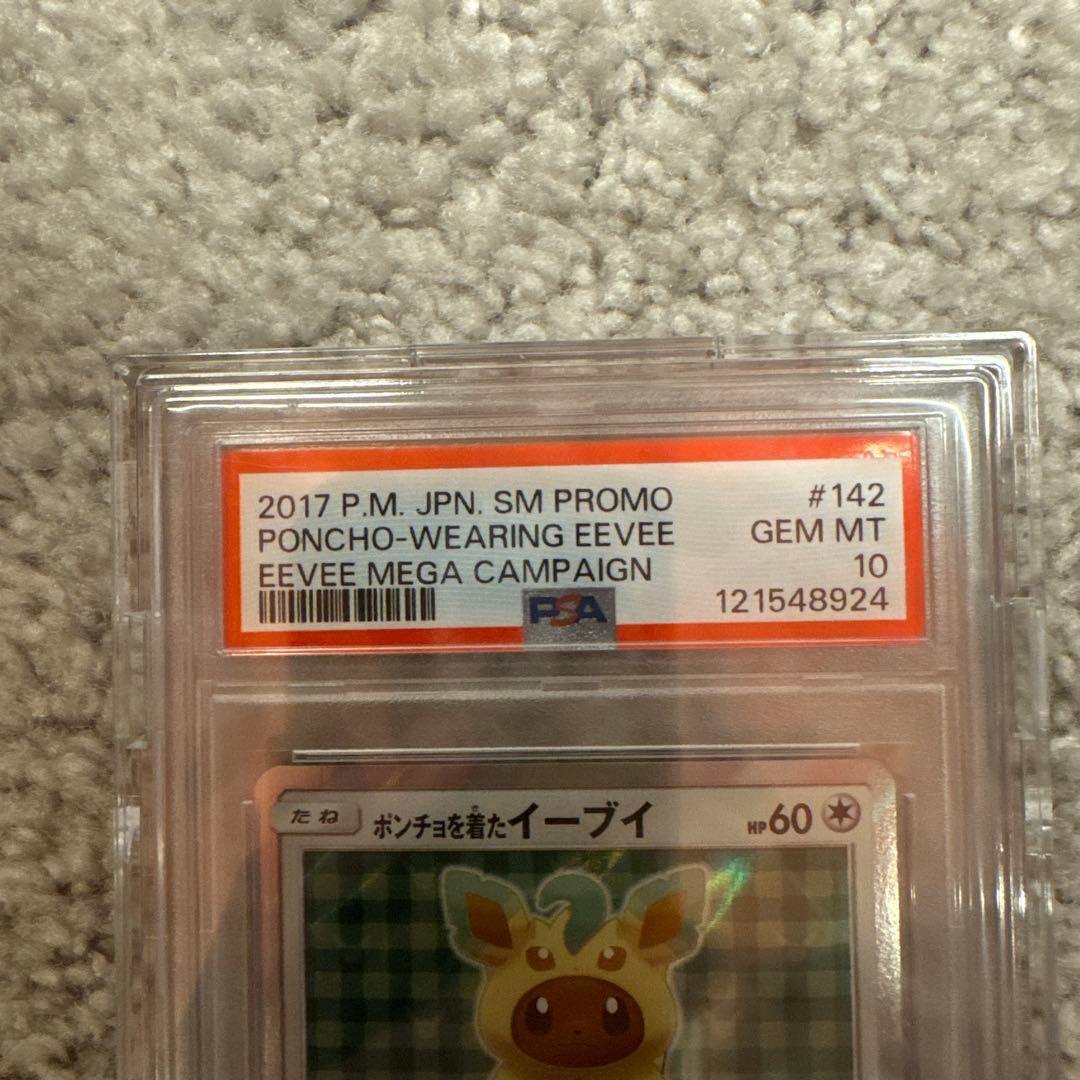 2017 P.M. JPN. SM PROMO #142
PONCHO-WEARING EEVEE GEM MT
EEVEE MEGA CAMPAIGN 10
PSA 121548924
たね ポンチョを着たイーブイ HP60